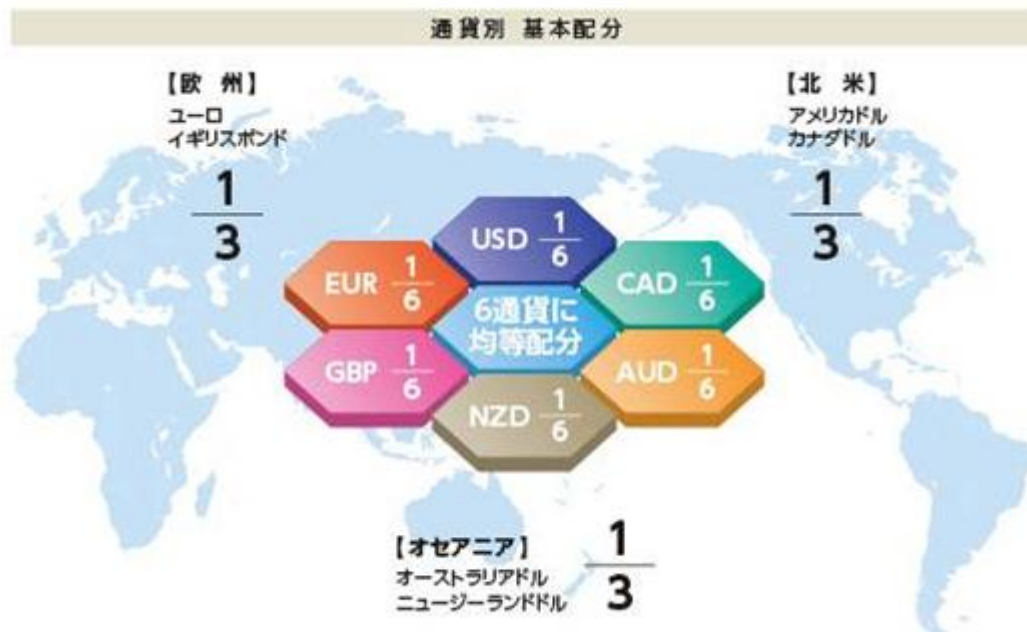 通貨別 基本配分
【欧 州】
ユーロ
イギリスポンド
1
3
【北 米】
アメリカドル
カナダドル
1
3
USD 1
6
EUR 1
6
CAD 1
6
6通貨に
均等配分
GBP 1
6
AUD 1
6
NZD 1
6
【オセアニア】
オーストラリアドル
ニュージーランドドル
1
3